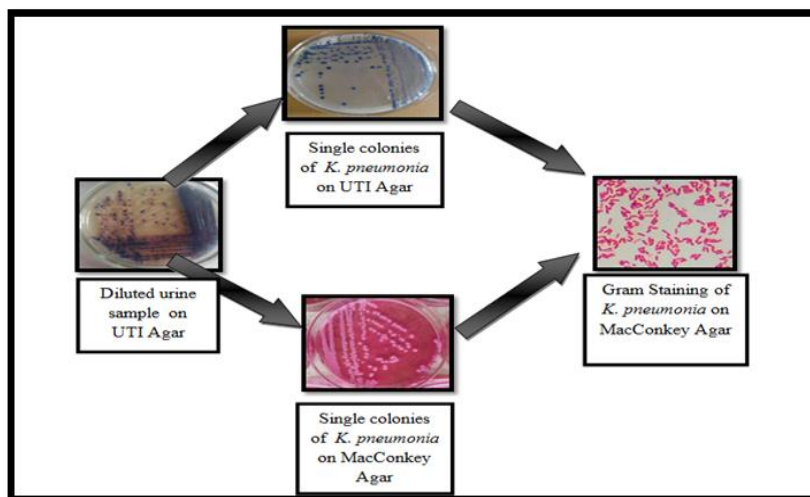 Single colonies
of K. pneumonia
on UTI Agar
Diluted urine
sample on
UTI Agar
Single colonies
of K. pneumonia
on MacConkey
Agar
Gram Staining of
K. pneumonia on
MacConkey Agar